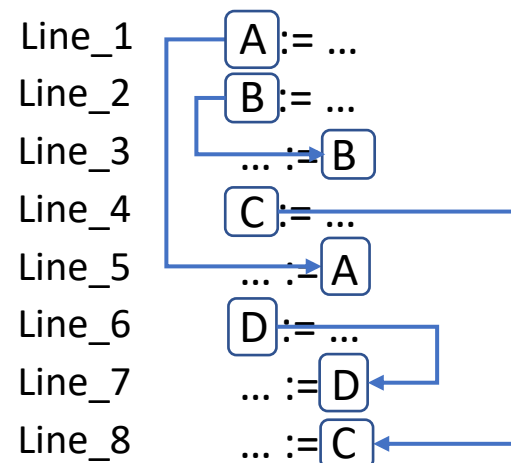 Line_1 A := ...
Line_2 B := ...
Line_3 ... := B
Line_4 C := ...
Line_5 ... := A
Line_6 D := ...
Line_7 ... := D
Line_8 ... := C